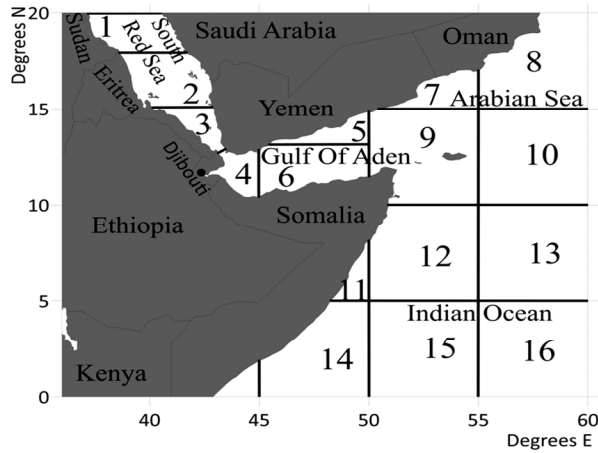 Degrees N
20
15
10
5
0
40
45
50
55
60
Degrees E
Sudan
1
South
Red Sea
Saudi Arabia
Oman
8
Eritrea
2
7
Arabian Sea
3
Yemen
5
9
Djibouti
4
Gulf Of Aden
6
10
Ethiopia
Somalia
12
13
11
Indian Ocean
14
15
16
Kenya